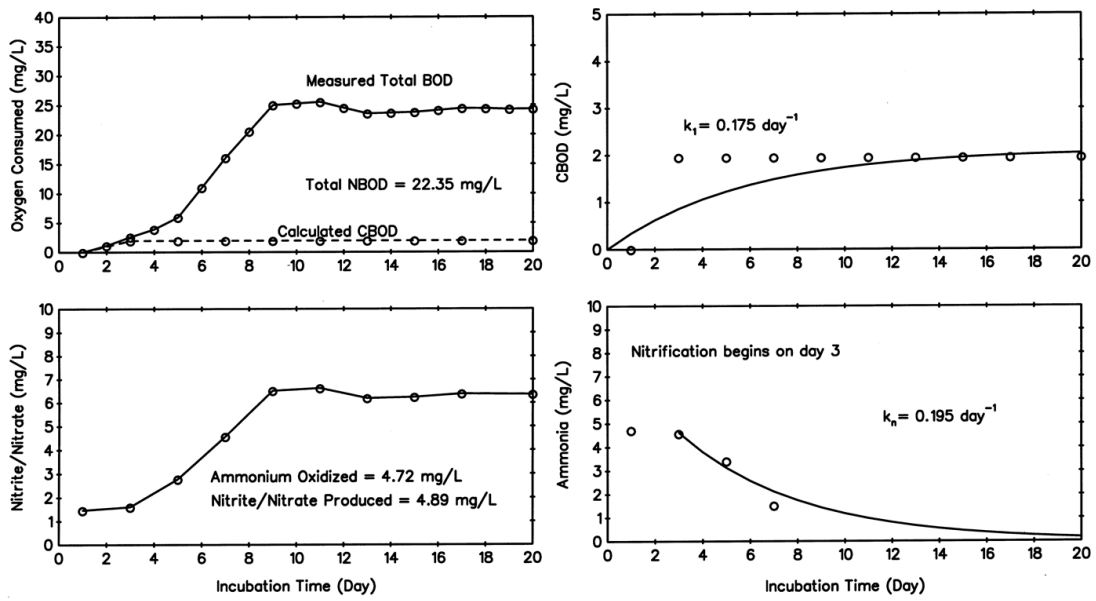 Oxygen Consumed (mg/L)
40
35
30
25
20
15
10
5
0
Measured Total BOD
Total NBOD = 22.35 mg/L
Calculated CBOD
0 2 4 6 8 10 12 14 16 18 20
CBOD (mg/L)
5
4
3
2
1
0
k₁= 0.175 day⁻¹
0 2 4 6 8 10 12 14 16 18 20
Nitrite/Nitrate (mg/L)
10
9
8
7
6
5
4
3
2
1
0
Ammonium Oxidized = 4.72 mg/L
Nitrite/Nitrate Produced = 4.89 mg/L
0 2 4 6 8 10 12 14 16 18 20
Incubation Time (Day)
Ammonia (mg/L)
10
9
8
7
6
5
4
3
2
1
0
Nitrification begins on day 3
kₙ= 0.195 day⁻¹
0 2 4 6 8 10 12 14 16 18 20
Incubation Time (Day)